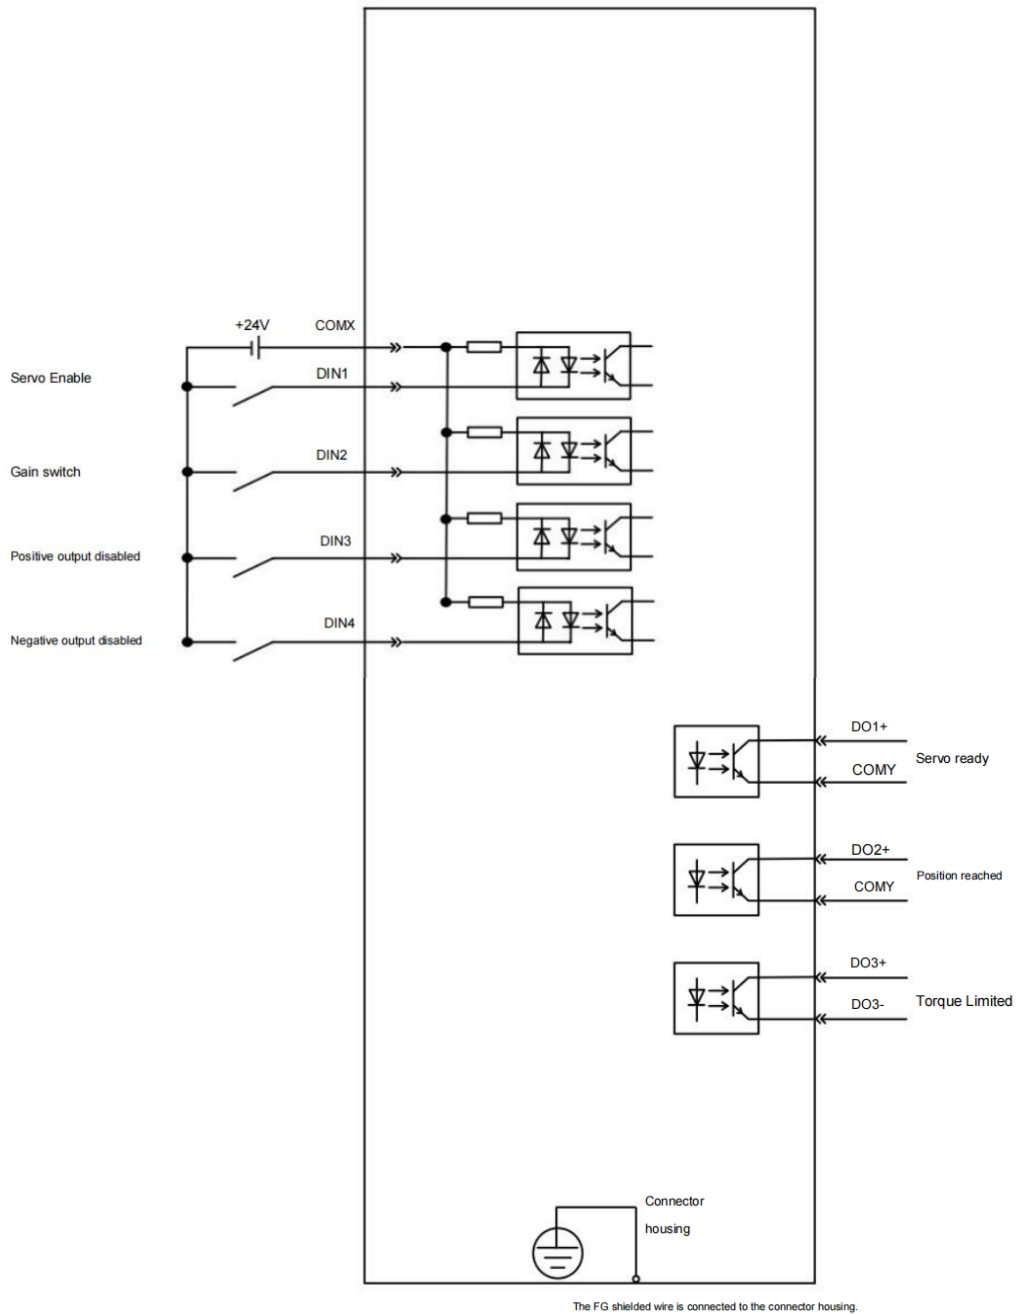 +24V
COMX
Servo Enable
DIN1
Gain switch
DIN2
Positive output disabled
DIN3
Negative output disabled
DIN4
DO1+
Servo ready
COMY
DO2+
Position reached
COMY
DO3+
Torque Limited
DO3-
Connector
housing
The FG shielded wire is connected to the connector housing.